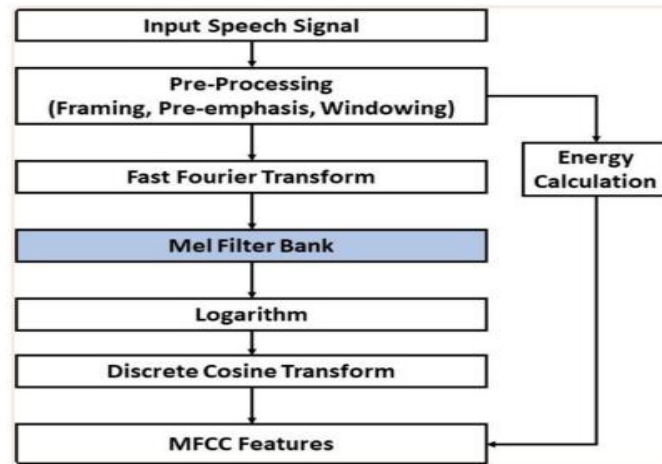 Input Speech Signal
Pre-Processing
(Framing, Pre-emphasis, Windowing)
Energy
Calculation
Fast Fourier Transform
Mel Filter Bank
Logarithm
Discrete Cosine Transform
MFCC Features